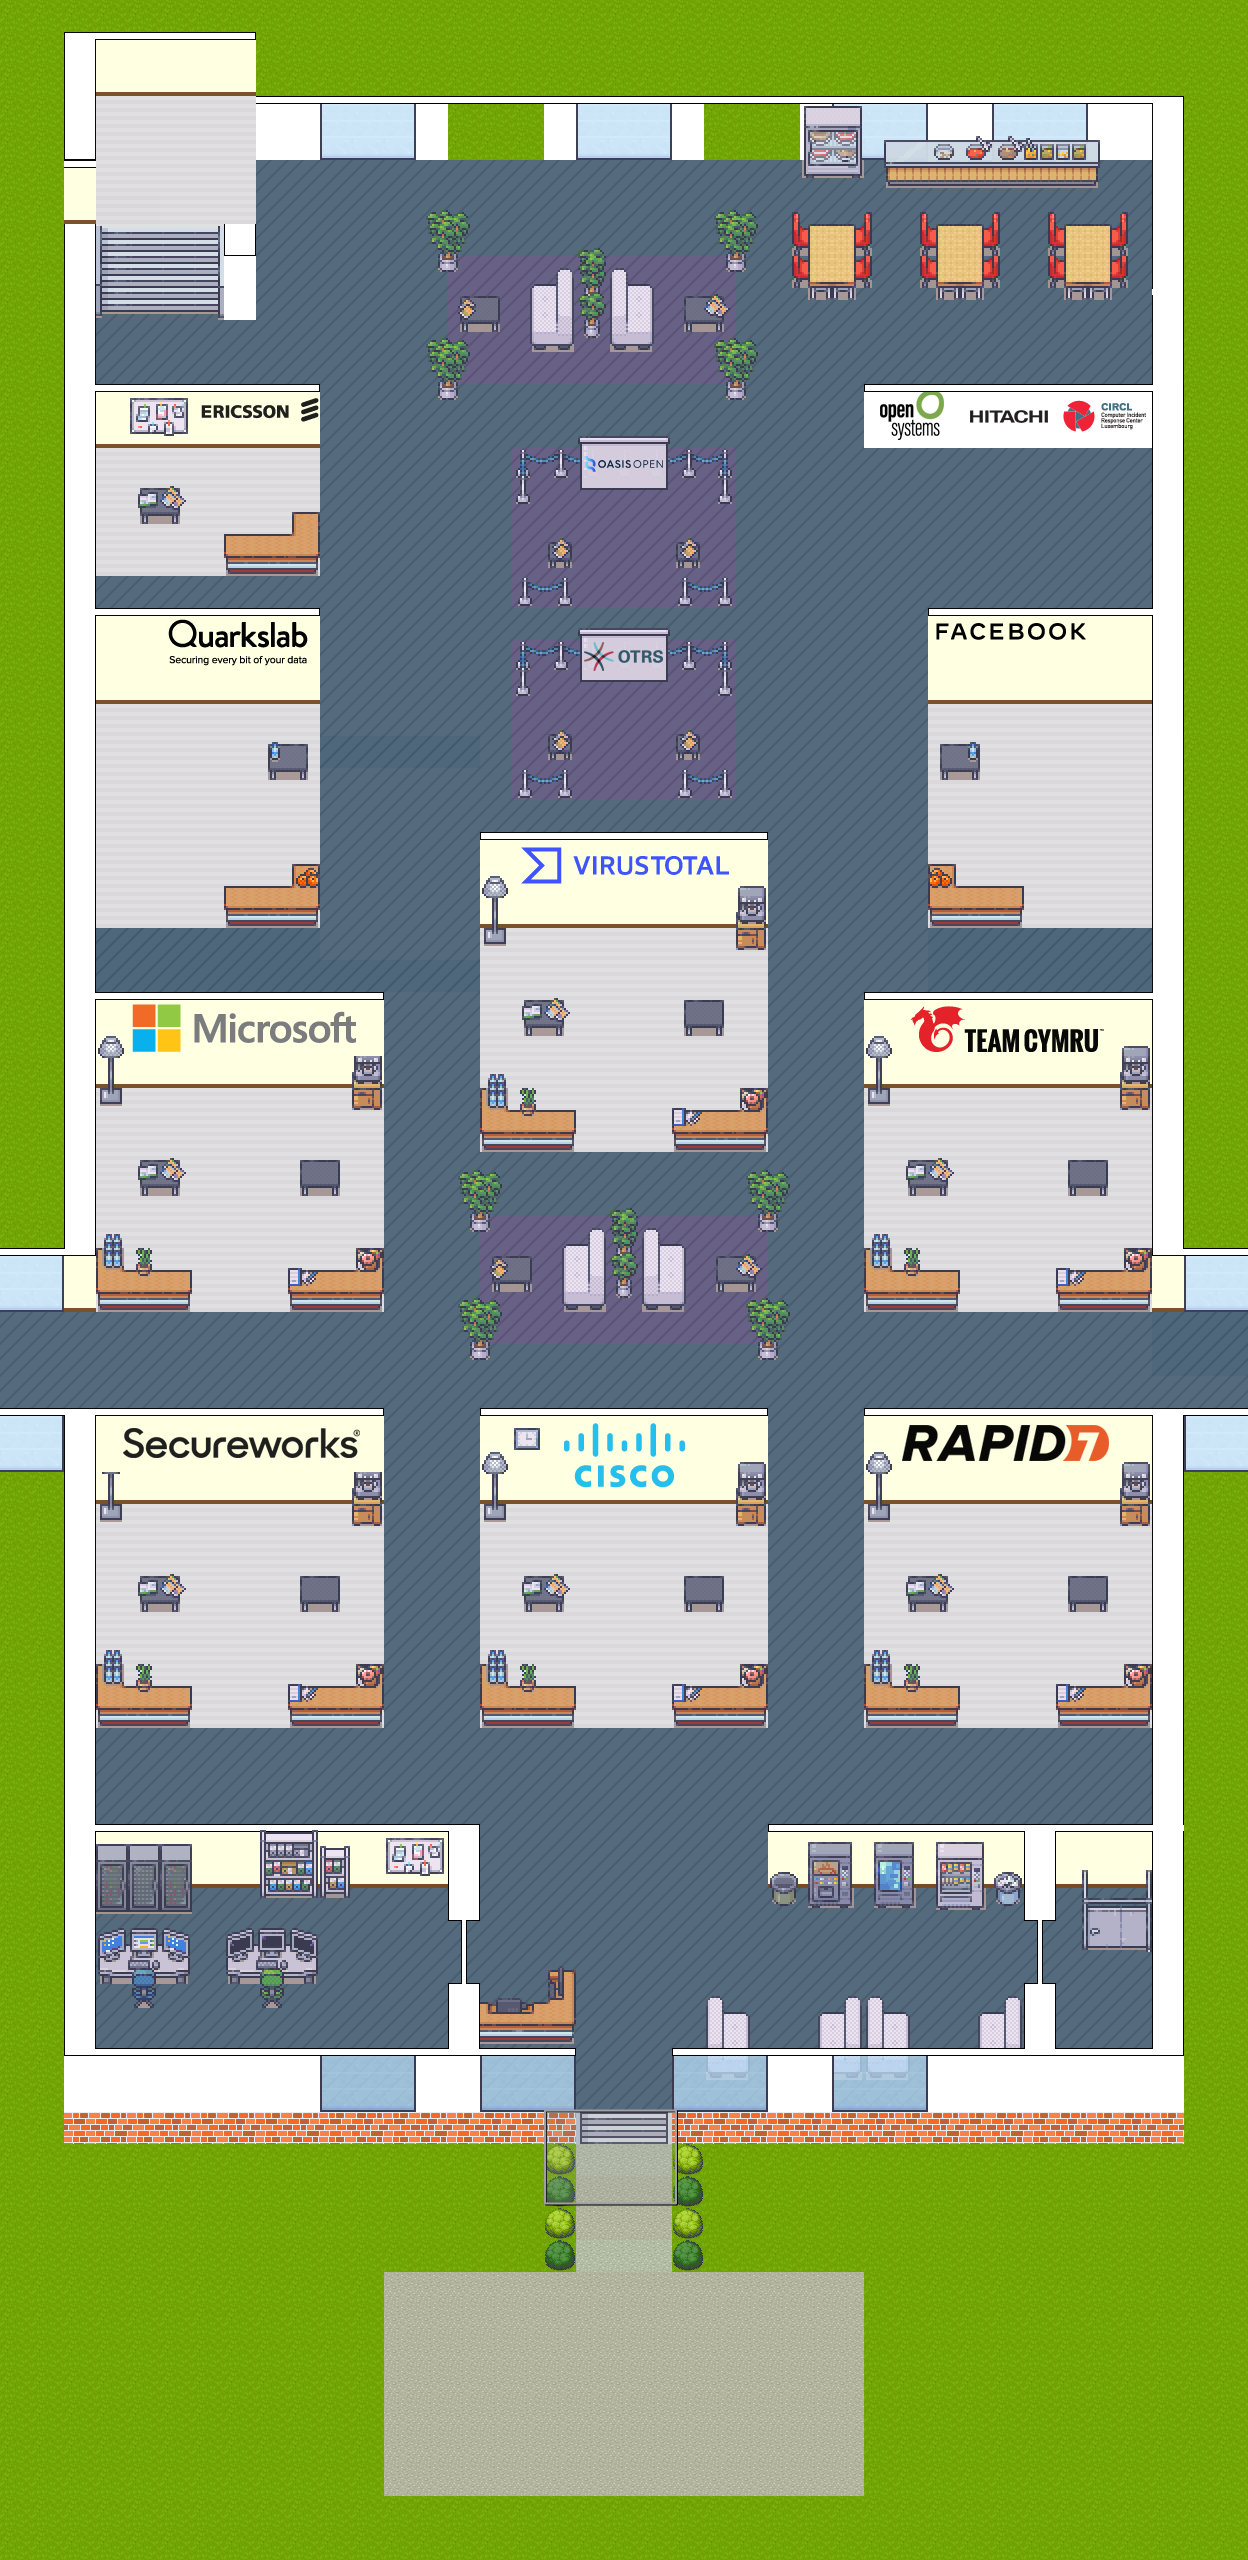 ERICSSON
open
systems
HITACHI
CIRCL
Computer Incident
Response Center
Luxembourg
OASIS OPEN
Quarkslab
Securing every bit of your data
FACEBOOK
OTRS
VIRUSTOTAL
Microsoft
TEAM CYMRU™
Secureworks®
CISCO
RAPID7